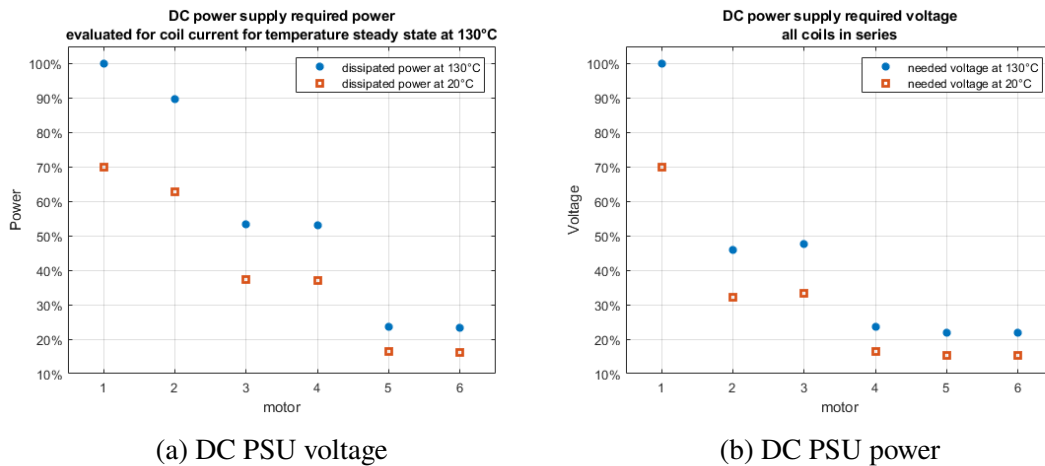 DC power supply required power
evaluated for coil current for temperature steady state at 130°C
dissipated power at 130°C
dissipated power at 20°C
100%
90%
80%
70%
60%
50%
40%
30%
20%
10%
Power
1 2 3 4 5 6
motor
(a) DC PSU voltage
DC power supply required voltage
all coils in series
needed voltage at 130°C
needed voltage at 20°C
100%
90%
80%
70%
60%
50%
40%
30%
20%
10%
Voltage
1 2 3 4 5 6
motor
(b) DC PSU power